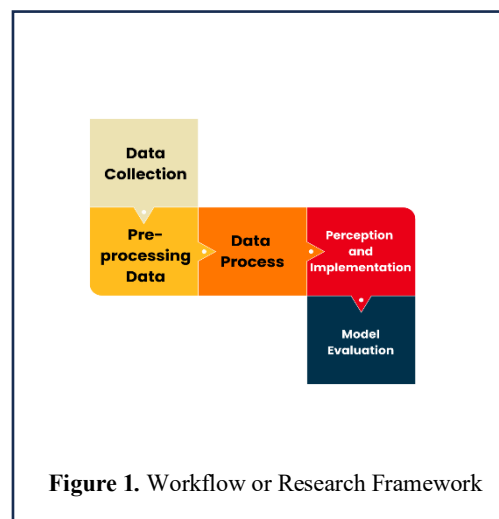 Data
Collection
Pre-
processing
Data
Data
Process
Perception
and
Implementation
Model
Evaluation
Figure 1. Workflow or Research Framework